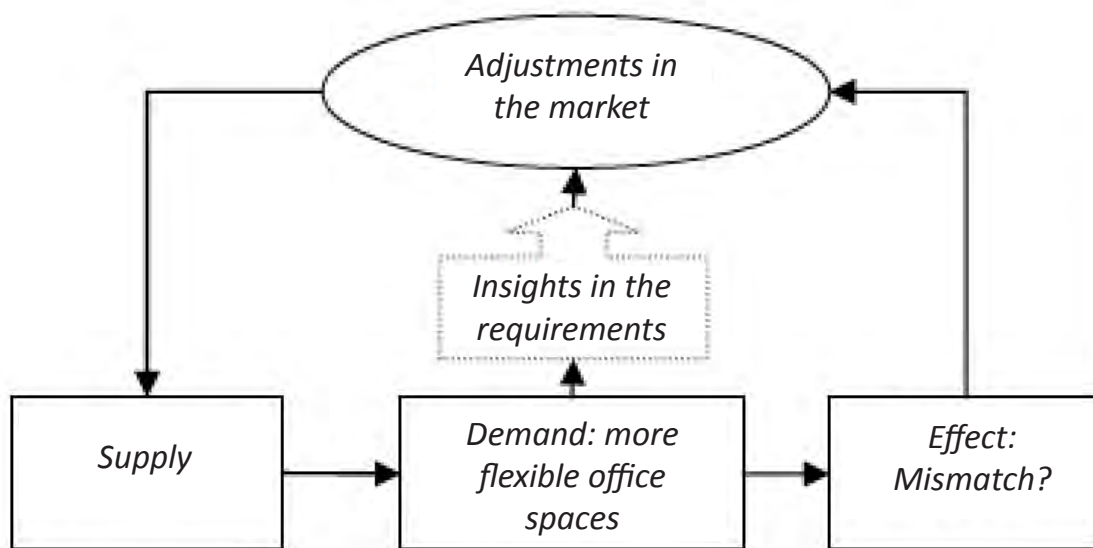 Adjustments in
the market
Insights in the
requirements
Supply
Demand: more
flexible office
spaces
Effect:
Mismatch?